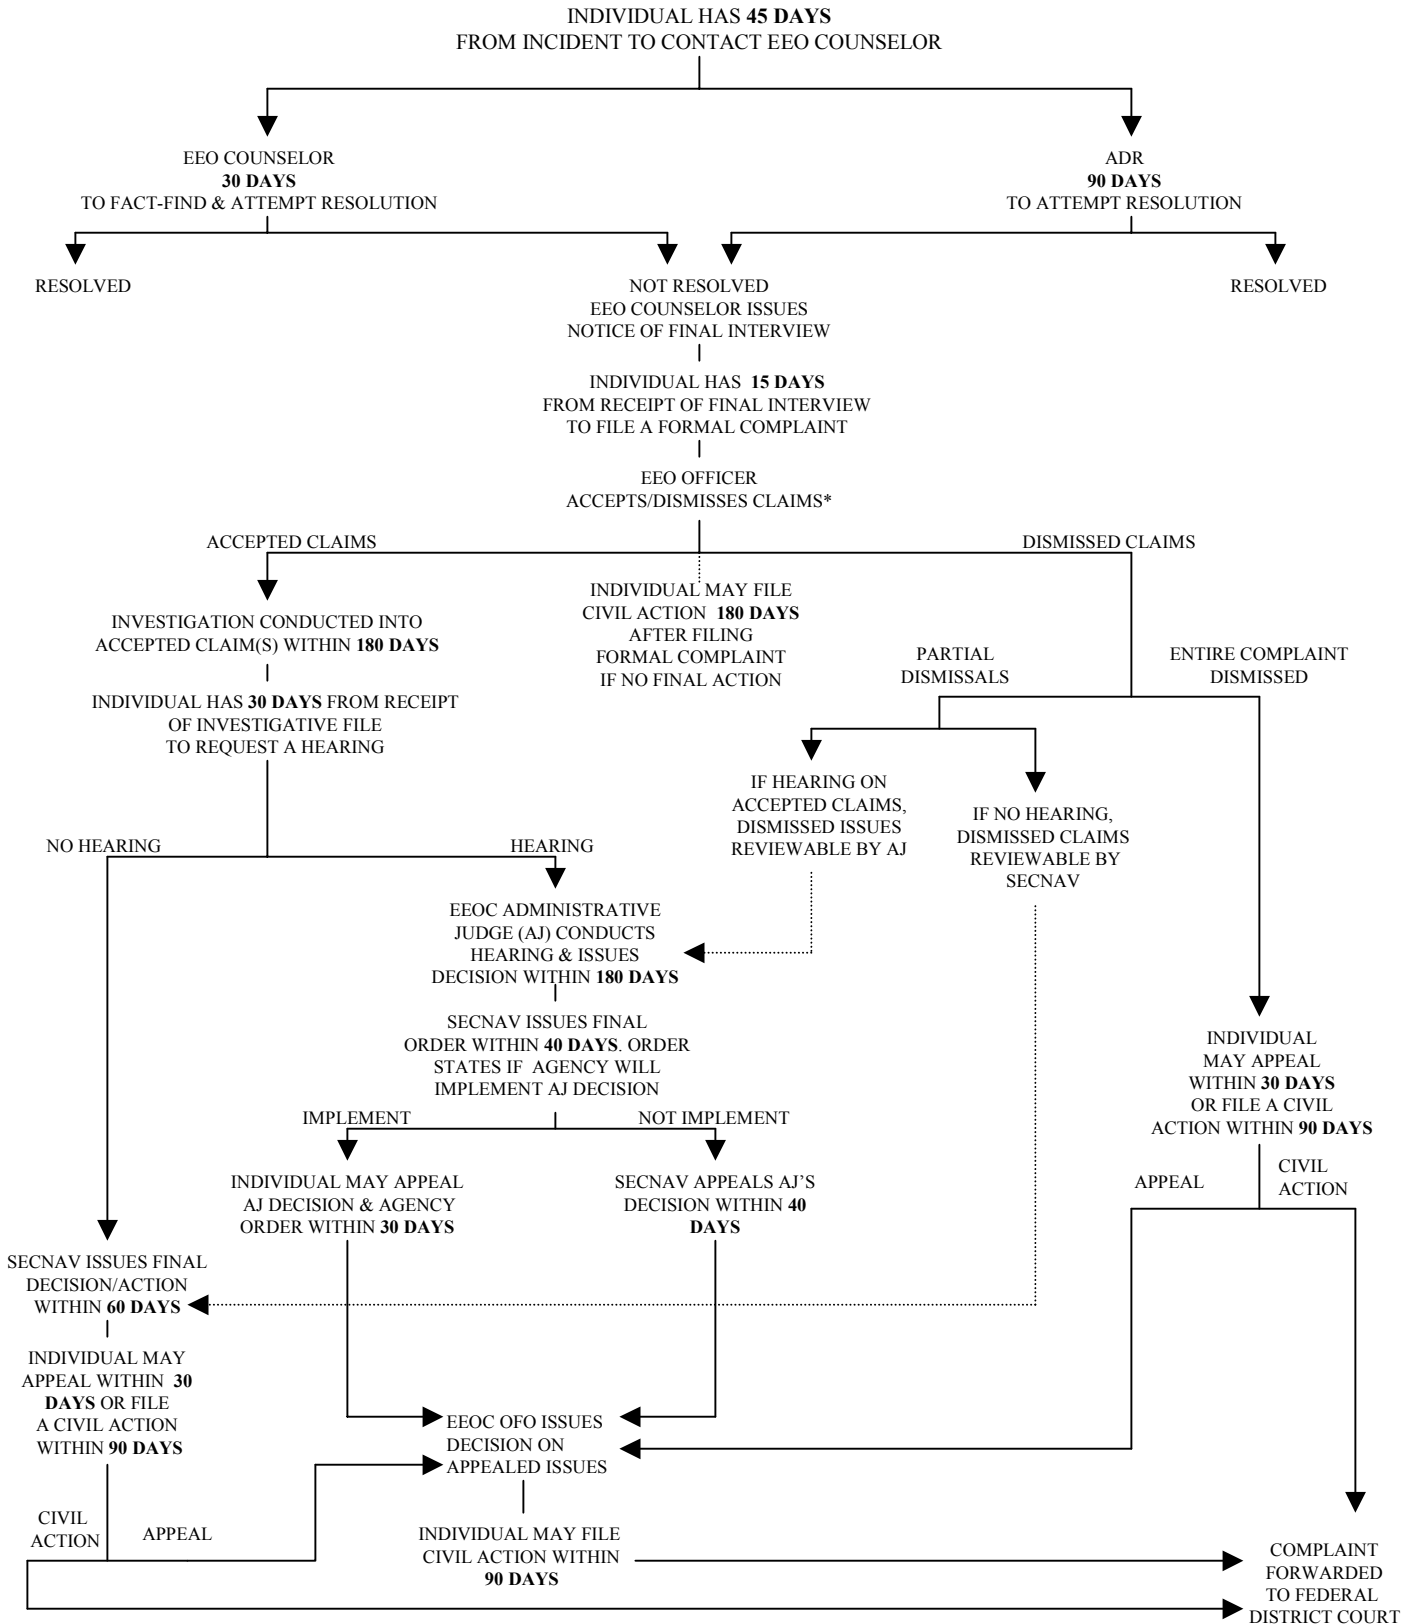 INDIVIDUAL HAS 45 DAYS
FROM INCIDENT TO CONTACT EEO COUNSELOR
EEO COUNSELOR
30 DAYS
TO FACT-FIND & ATTEMPT RESOLUTION
ADR
90 DAYS
TO ATTEMPT RESOLUTION
RESOLVED
NOT RESOLVED
EEO COUNSELOR ISSUES
NOTICE OF FINAL INTERVIEW
RESOLVED
INDIVIDUAL HAS 15 DAYS
FROM RECEIPT OF FINAL INTERVIEW
TO FILE A FORMAL COMPLAINT
EEO OFFICER
ACCEPTS/DISMISSES CLAIMS*
ACCEPTED CLAIMS
DISMISSED CLAIMS
INVESTIGATION CONDUCTED INTO
ACCEPTED CLAIM(S) WITHIN 180 DAYS
INDIVIDUAL MAY FILE
CIVIL ACTION 180 DAYS
AFTER FILING
FORMAL COMPLAINT
IF NO FINAL ACTION
PARTIAL
DISMISSALS
ENTIRE COMPLAINT
DISMISSED
INDIVIDUAL HAS 30 DAYS FROM RECEIPT
OF INVESTIGATIVE FILE
TO REQUEST A HEARING
IF HEARING ON
ACCEPTED CLAIMS,
DISMISSED ISSUES
REVIEWABLE BY AJ
IF NO HEARING,
DISMISSED CLAIMS
REVIEWABLE BY
SECNAV
NO HEARING
HEARING
EEOC ADMINISTRATIVE
JUDGE (AJ) CONDUCTS
HEARING & ISSUES
DECISION WITHIN 180 DAYS
SECNAV ISSUES FINAL
ORDER WITHIN 40 DAYS. ORDER
STATES IF AGENCY WILL
IMPLEMENT AJ DECISION
INDIVIDUAL
MAY APPEAL
WITHIN 30 DAYS
OR FILE A CIVIL
ACTION WITHIN 90 DAYS
IMPLEMENT
NOT IMPLEMENT
INDIVIDUAL MAY APPEAL
AJ DECISION & AGENCY
ORDER WITHIN 30 DAYS
SECNAV APPEALS AJ'S
DECISION WITHIN 40
DAYS
APPEAL
CIVIL
ACTION
SECNAV ISSUES FINAL
DECISION/ACTION
WITHIN 60 DAYS
INDIVIDUAL MAY
APPEAL WITHIN 30
DAYS OR FILE
A CIVIL ACTION
WITHIN 90 DAYS
EEOC OFO ISSUES
DECISION ON
APPEALED ISSUES
CIVIL
ACTION
APPEAL
INDIVIDUAL MAY FILE
CIVIL ACTION WITHIN
90 DAYS
COMPLAINT
FORWARDED
TO FEDERAL
DISTRICT COURT